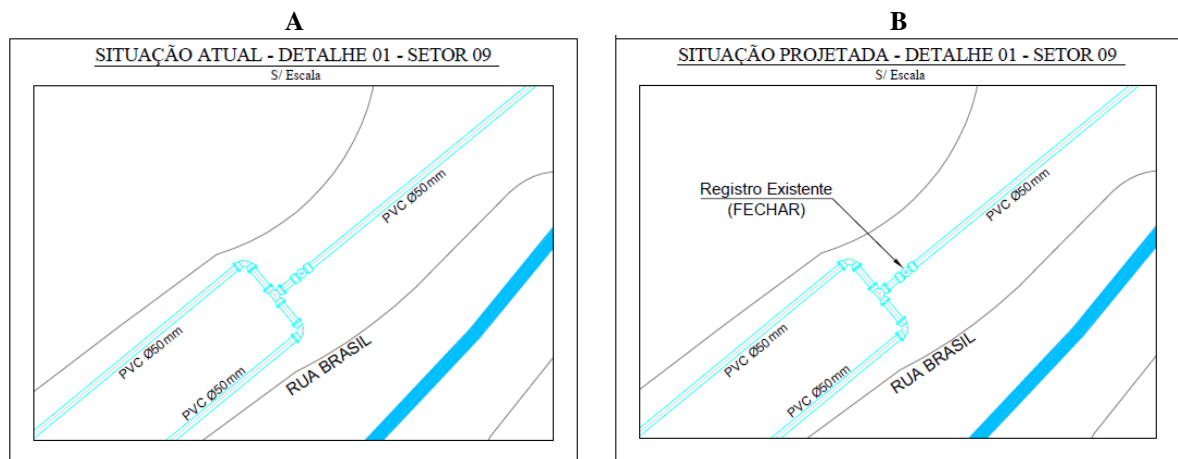 A
SITUAÇÃO ATUAL - DETALHE 01 - SETOR 09
S/ Escala
PVC Ø50mm
PVC Ø50mm
PVC Ø50mm
RUA BRASIL
B
SITUAÇÃO PROJETADA - DETALHE 01 - SETOR 09
S/ Escala
Registro Existente
(FECHAR)
PVC Ø50mm
PVC Ø50mm
PVC Ø50mm
RUA BRASIL